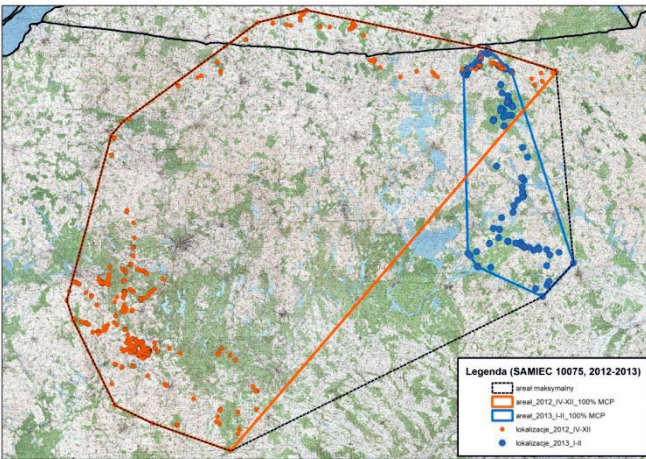 Legenda (SAMIEC 10075, 2012-2013)
areał maksymalny
areał_2012_IV-XII_100% MCP
areał_2013_I-II_100% MCP
lokalizacje_2012_IV-XII
lokalizacje_2013_I-II